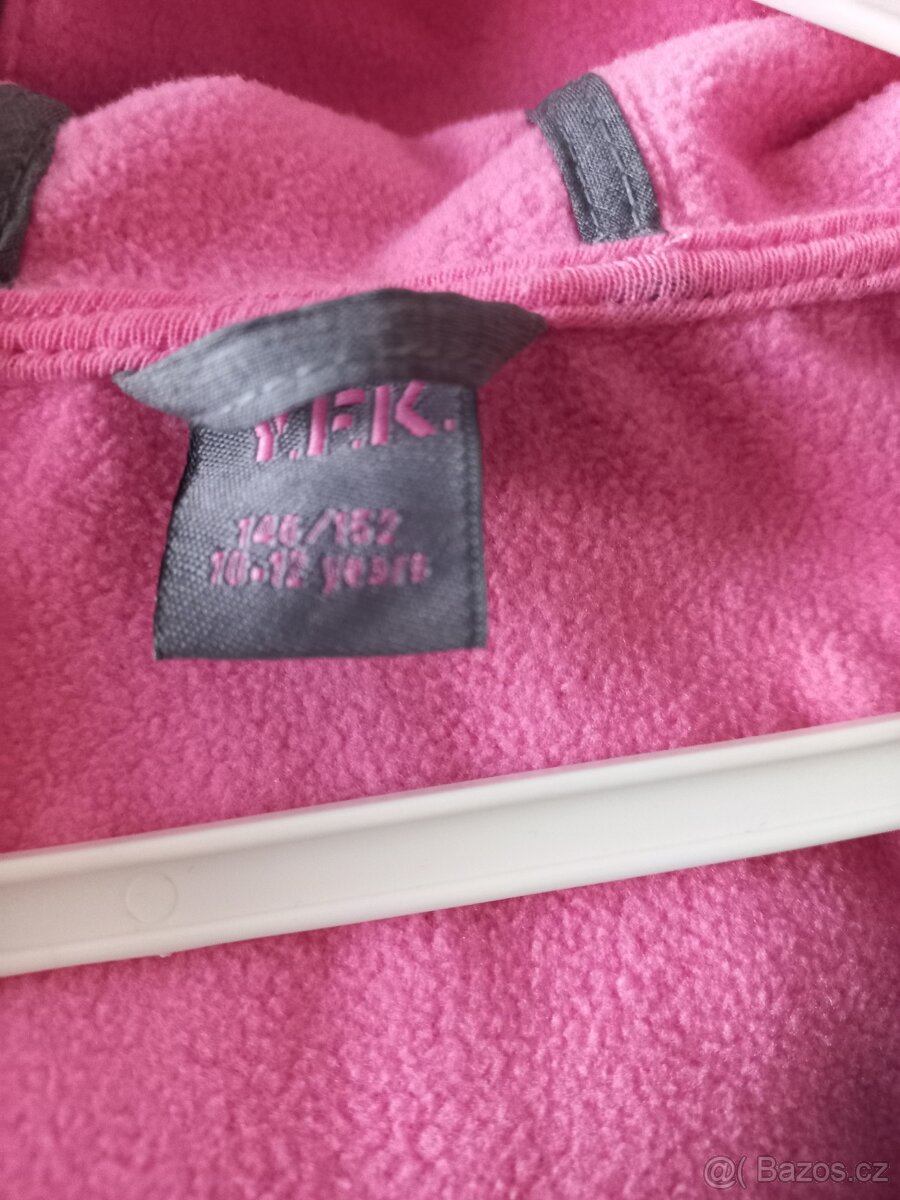 Y.F.K.
146/152
10-12 years
@( Bazos.cz